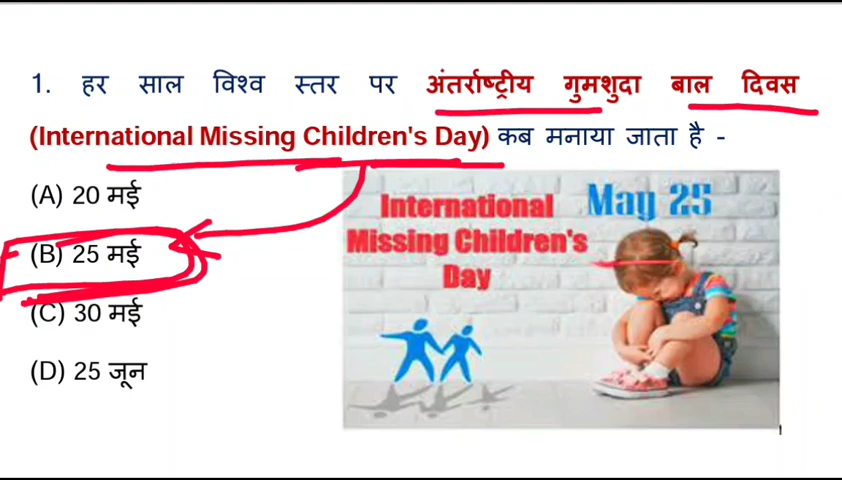 1. हर साल विश्व स्तर पर अंतर्राष्ट्रीय गुमशुदा बाल दिवस
(International Missing Children's Day) कब मनाया जाता है -
(A) 20 मई
(B) 25 मई
(C) 30 मई
(D) 25 जून
International
Missing Children's
Day
May 25